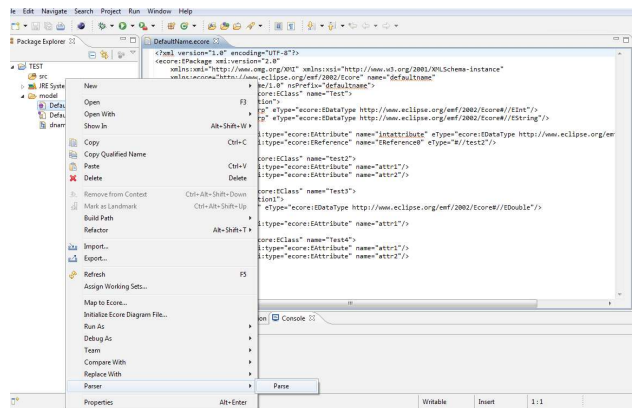 le Edit Navigate Search Project Run Window Help
Package Explorer
DefaultName.ecore
TEST
src
JRE Syste
model
Defau
Defau
dnam
<?xml version="1.0" encoding="UTF-8"?>
<ecore:EPackage xmi:version="2.0"
xmlns:xmi="http://www.omg.org/XMI" xmlns:xsi="http://www.w3.org/2001/XMLSchema-instance"
xmlns:ecore="http://www.eclipse.org/emf/2002/Ecore" name="defaultname"
me/1.0" nsPrefix="defaultname">
core:EClass" name="Test">
tion">
rp" eType="ecore:EDataType http://www.eclipse.org/emf/2002/Ecore#//EInt"/>
rp" eType="ecore:EDataType http://www.eclipse.org/emf/2002/Ecore#//EString"/>
i:type="ecore:EAttribute" name="intattribute" eType="ecore:EDataType http://www.eclipse.org/em
i:type="ecore:EReference" name="EReference0" eType="#//test2"/>
core:EClass" name="test2">
i:type="ecore:EAttribute" name="attr1"/>
i:type="ecore:EAttribute" name="attr2"/>
core:EClass" name="Test3">
tion1">
" eType="ecore:EDataType http://www.eclipse.org/emf/2002/Ecore#//EDouble"/>
i:type="ecore:EAttribute" name="attr1"/>
core:EClass" name="Test4">
i:type="ecore:EAttribute" name="attr1"/>
i:type="ecore:EAttribute" name="attr2"/>
New
Open F3
Open With
Show In Alt+Shift+W
Copy Ctrl+C
Copy Qualified Name
Paste Ctrl+V
Delete Delete
Remove from Context Ctrl+Alt+Shift+Down
Mark as Landmark Ctrl+Alt+Shift+Up
Build Path
Refactor Alt+Shift+T
Import...
Export...
Refresh F5
Assign Working Sets...
Map to Ecore...
Initialize Ecore Diagram File...
Run As
Debug As
Team
Compare With
Replace With
Parser
Parse
Properties Alt+Enter
on Console
Writable Insert 1:1